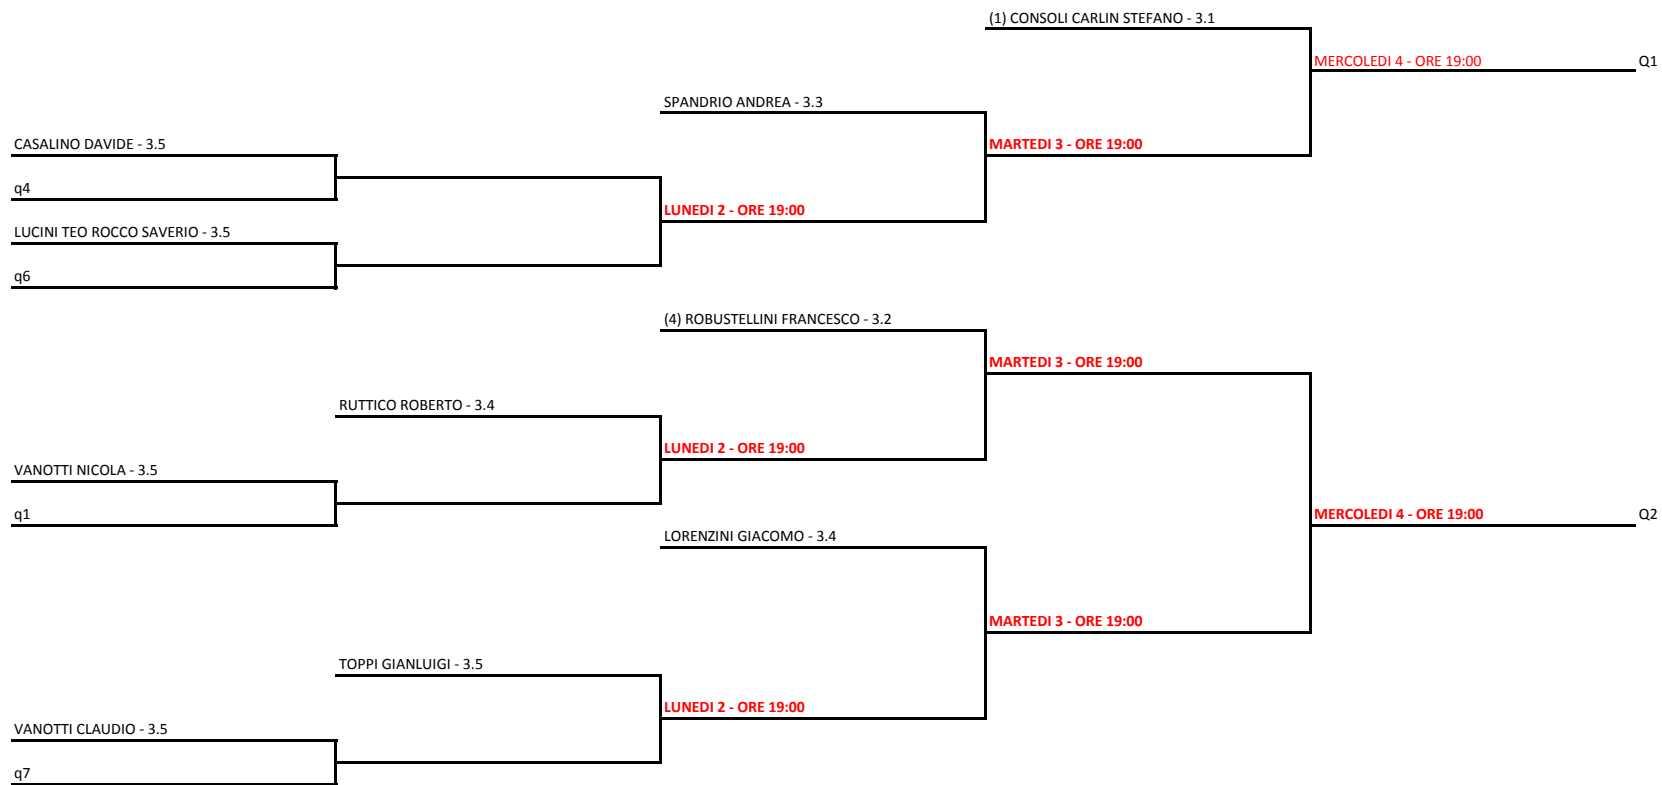 (1) CONSOLI CARLIN STEFANO - 3.1
MERCOLEDI 4 - ORE 19:00
Q1
SPANDRIO ANDREA - 3.3
CASALINO DAVIDE - 3.5
MARTEDI 3 - ORE 19:00
q4
LUNEDI 2 - ORE 19:00
LUCINI TEO ROCCO SAVERIO - 3.5
q6
(4) ROBUSTELLINI FRANCESCO - 3.2
MARTEDI 3 - ORE 19:00
RUTTICO ROBERTO - 3.4
LUNEDI 2 - ORE 19:00
VANOTTI NICOLA - 3.5
q1
MERCOLEDI 4 - ORE 19:00
Q2
LORENZINI GIACOMO - 3.4
MARTEDI 3 - ORE 19:00
TOPPI GIANLUIGI - 3.5
LUNEDI 2 - ORE 19:00
VANOTTI CLAUDIO - 3.5
q7